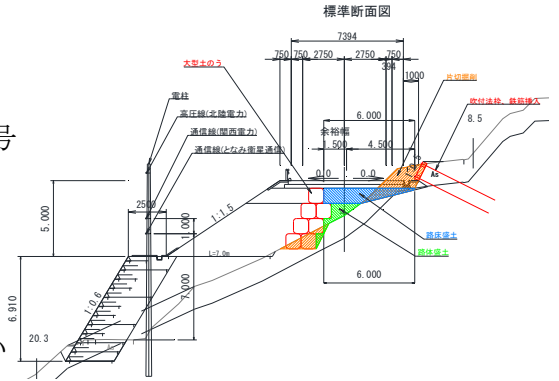 標準断面図
7394
750 750 2750 2750 750
394
1000
大型土のう
片切掘削
電柱
高圧線(北陸電力)
通信線(関西電力)
通信線(となみ衛星通信)
吹付法枠、鉄筋挿入
6.000
8.5
余裕幅
1.500 4.500
号
0.0 0.0
As
2500
1:1.5
5.000
1.000
路床盛土
L=7.0m
路体盛土
6.000
1:0.6
7.000
6.910
20.3
い